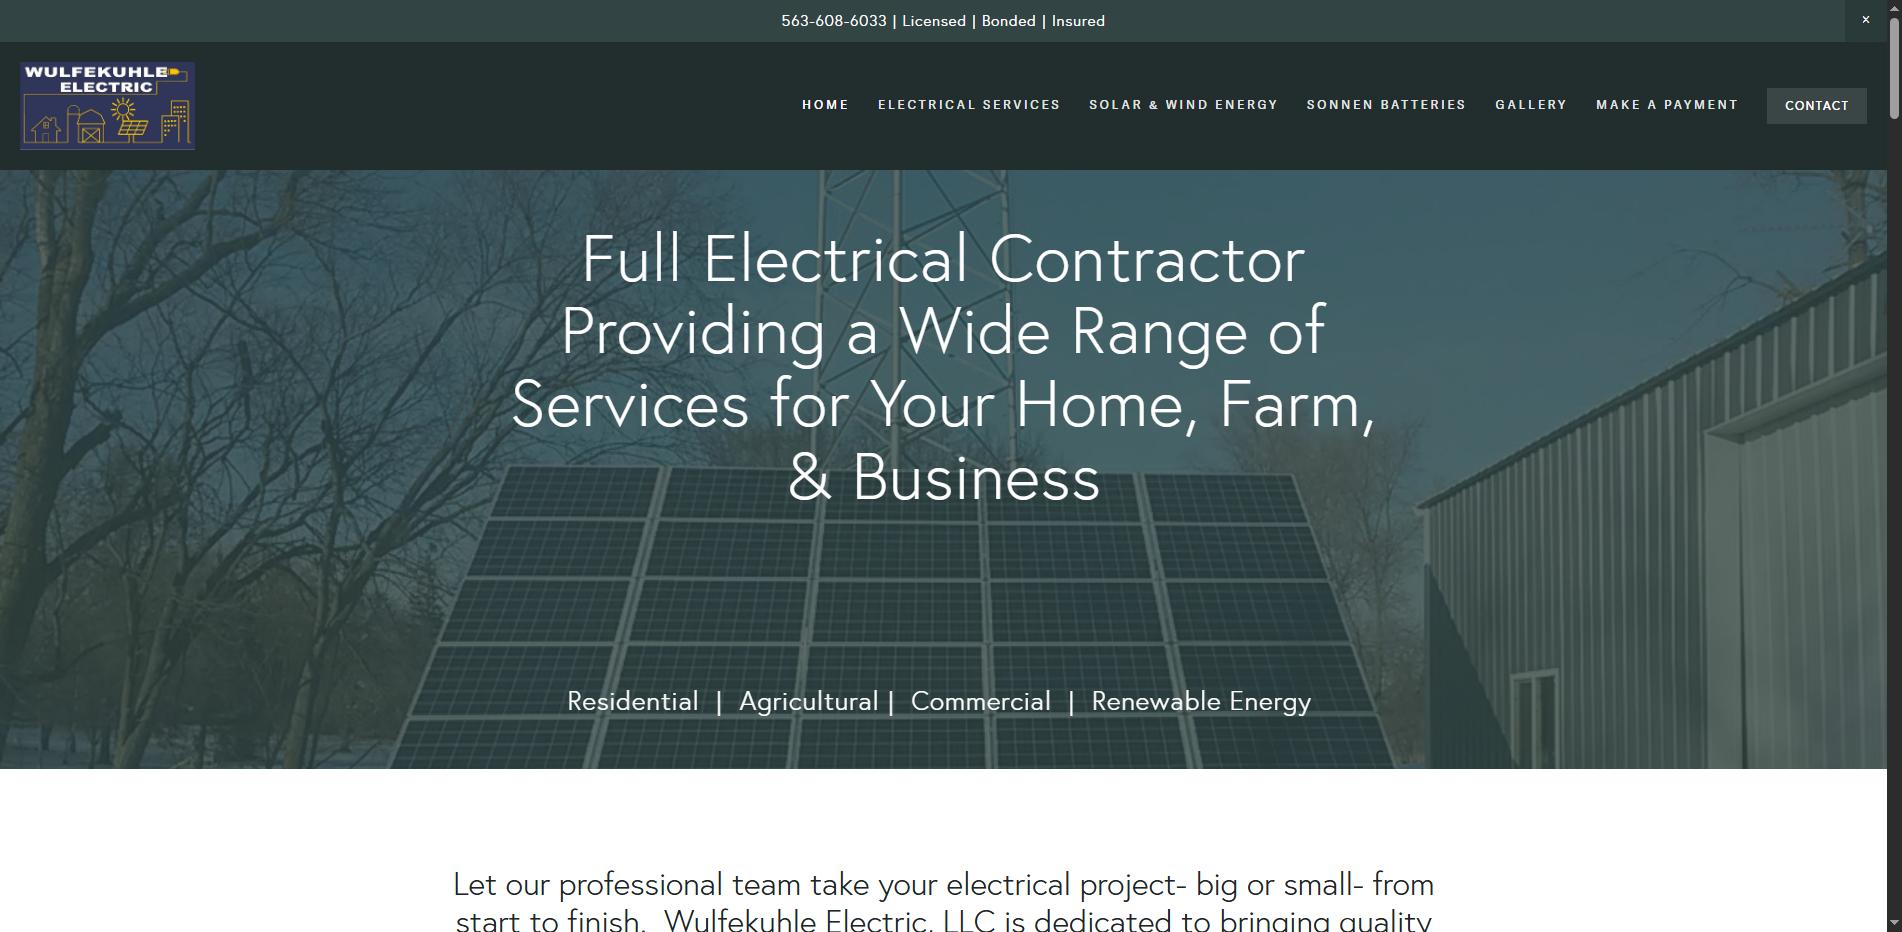 563-608-6033 | Licensed | Bonded | Insured
×
WULFEKUHLE
ELECTRIC
HOME ELECTRICAL SERVICES SOLAR & WIND ENERGY SONNEN BATTERIES GALLERY MAKE A PAYMENT CONTACT
Full Electrical Contractor
Providing a Wide Range of
Services for Your Home, Farm,
& Business
Residential | Agricultural | Commercial | Renewable Energy
Let our professional team take your electrical project- big or small- from
start to finish. Wulfekuhle Electric, LLC is dedicated to bringing quality